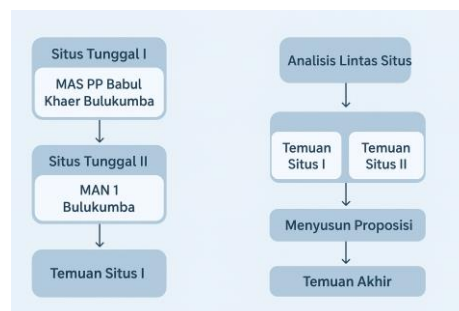 Situs Tunggal I
MAS PP Babul
Khaer Bulukumba
Situs Tunggal II
MAN 1
Bulukumba
Temuan Situs I
Analisis Lintas Situs
Temuan
Situs I
Temuan
Situs II
Menyusun Proposisi
Temuan Akhir